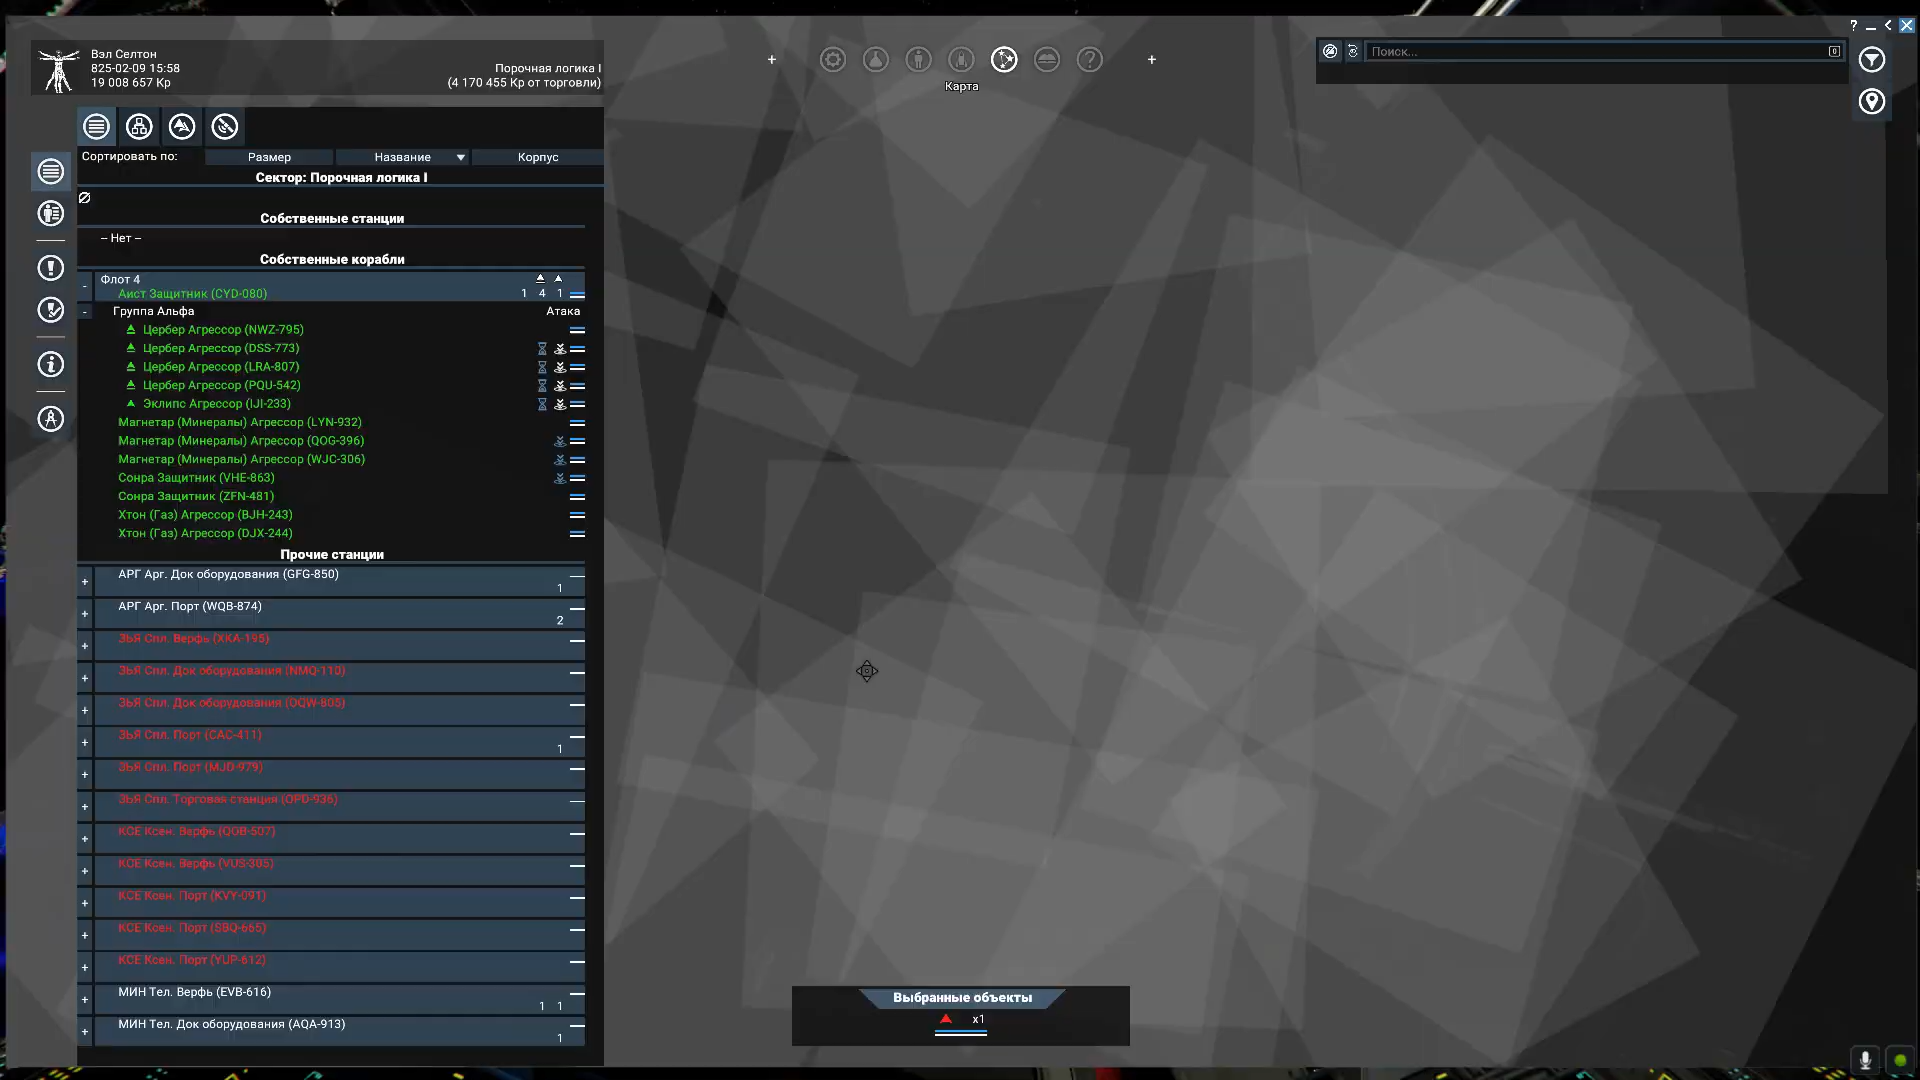 Вэл Селтон
825-02-09 15:58
19 008 657 Кр
Порочная логика I
(4 170 455 Кр от торговли)
Карта
Поиск...
Сортировать по:
Размер
Название
Корпус
Сектор: Порочная логика I
Собственные станции
– Нет –
Собственные корабли
Флот 4
Аист Защитник (CYD-080) 1 4 1
Группа Альфа Атака
Цербер Агрессор (NWZ-795)
Цербер Агрессор (DSS-773)
Цербер Агрессор (LRA-807)
Цербер Агрессор (PQU-542)
Эклипс Агрессор (IJI-233)
Магнетар (Минералы) Агрессор (LYN-932)
Магнетар (Минералы) Агрессор (QOG-396)
Магнетар (Минералы) Агрессор (WJC-306)
Сонра Защитник (VHE-863)
Сонра Защитник (ZFN-481)
Хтон (Газ) Агрессор (BJH-243)
Хтон (Газ) Агрессор (DJX-244)
Прочие станции
АРГ Арг. Док оборудования (GFG-850)
1
АРГ Арг. Порт (WQB-874)
2
ЗЬЯ Спл. Верфь (XKA-195)
ЗЬЯ Спл. Док оборудования (NMQ-110)
ЗЬЯ Спл. Док оборудования (OQW-805)
ЗЬЯ Спл. Порт (CAC-411)
1
ЗЬЯ Спл. Порт (MJD-979)
ЗЬЯ Спл. Торговая станция (OPD-936)
КСЕ Ксен. Верфь (QOB-507)
КСЕ Ксен. Верфь (VUS-305)
КСЕ Ксен. Порт (KVY-091)
КСЕ Ксен. Порт (SBQ-665)
КСЕ Ксен. Порт (YUP-612)
МИН Тел. Верфь (EVB-616)
1 1
МИН Тел. Док оборудования (AQA-913)
1
Выбранные объекты
x1